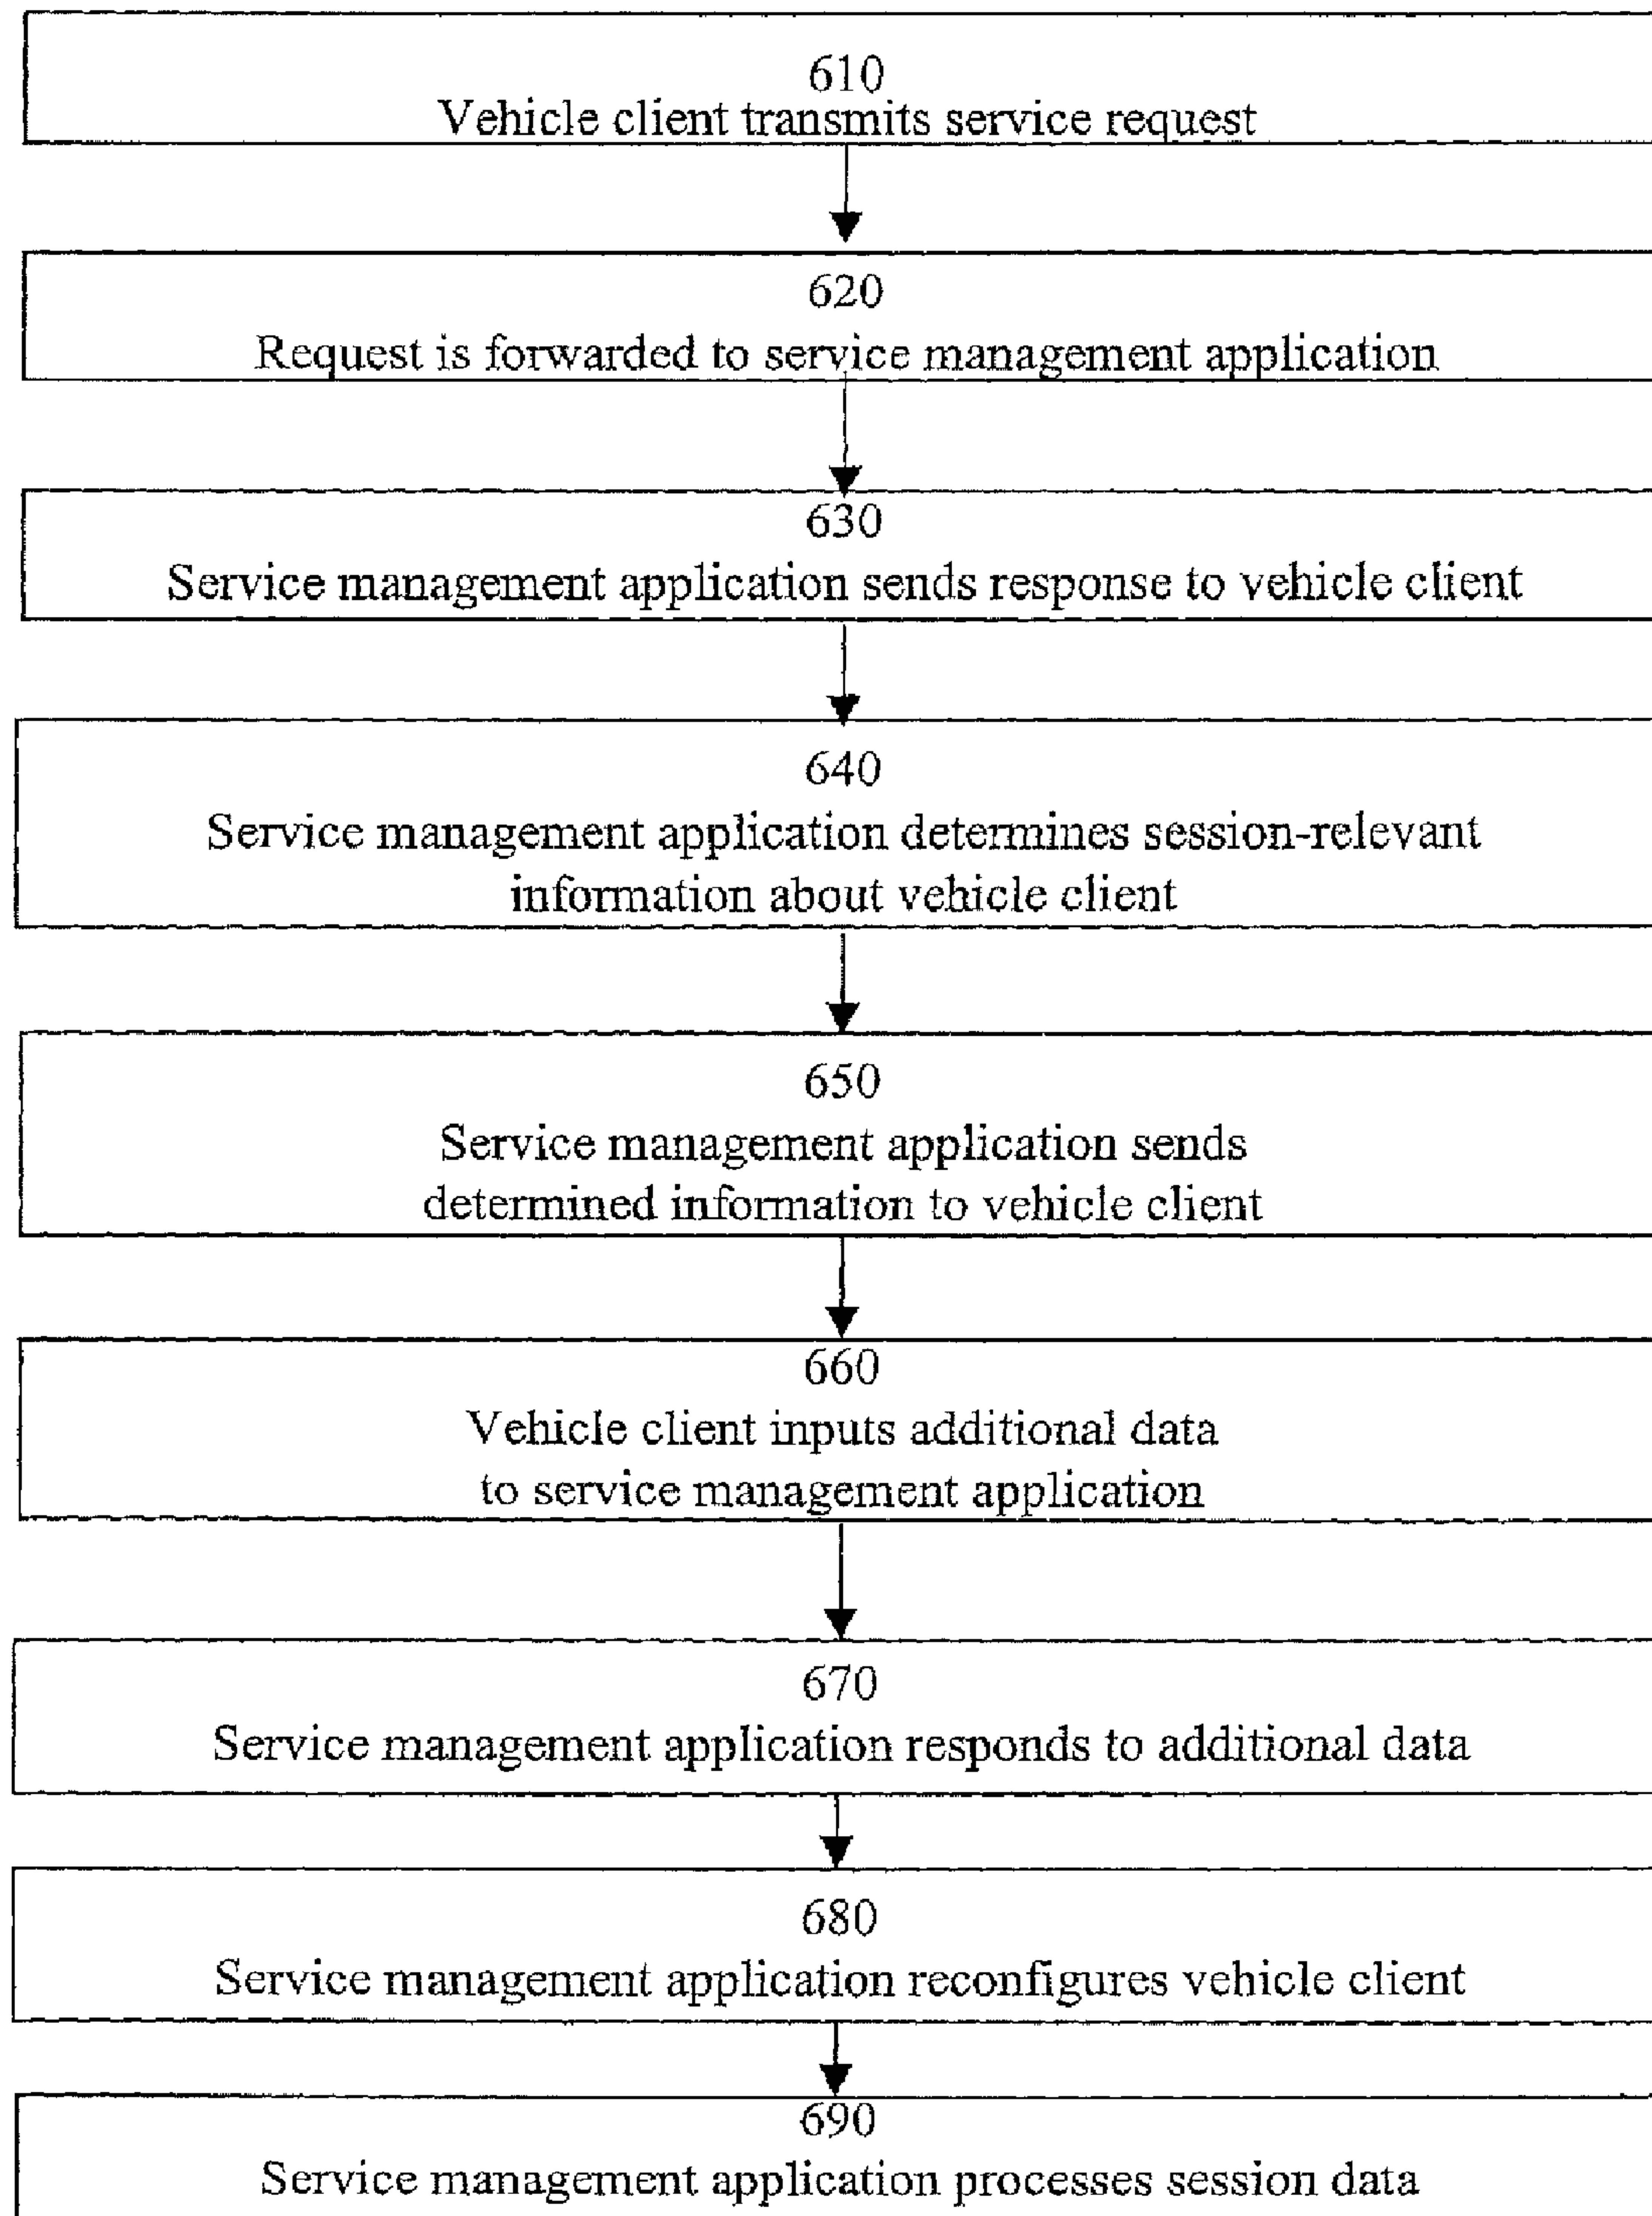 610
Vehicle client transmits service request
620
Request is forwarded to service management application
630
Service management application sends response to vehicle client
640
Service management application determines session-relevant
information about vehicle client
650
Service management application sends
determined information to vehicle client
660
Vehicle client inputs additional data
to service management application
670
Service management application responds to additional data
680
Service management application reconfigures vehicle client
690
Service management application processes session data